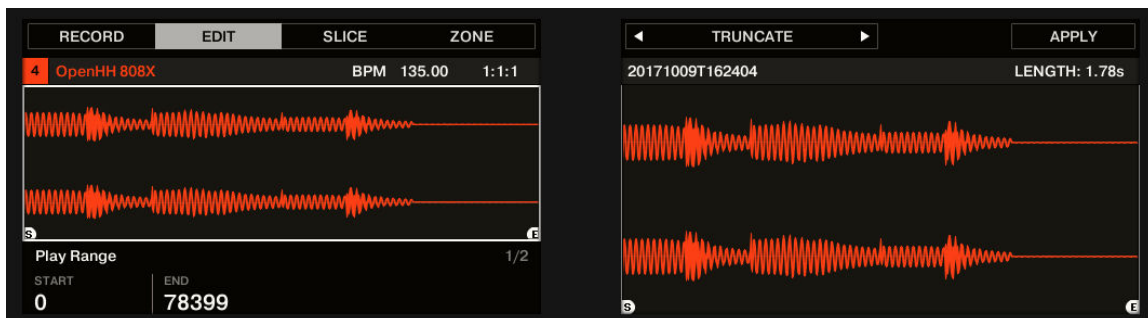 RECORD EDIT SLICE ZONE
4 OpenHH 808X BPM 135.00 1:1:1
S E
Play Range 1/2
START END
0 78399
◀ TRUNCATE ▶ APPLY
20171009T162404 LENGTH: 1.78s
S E